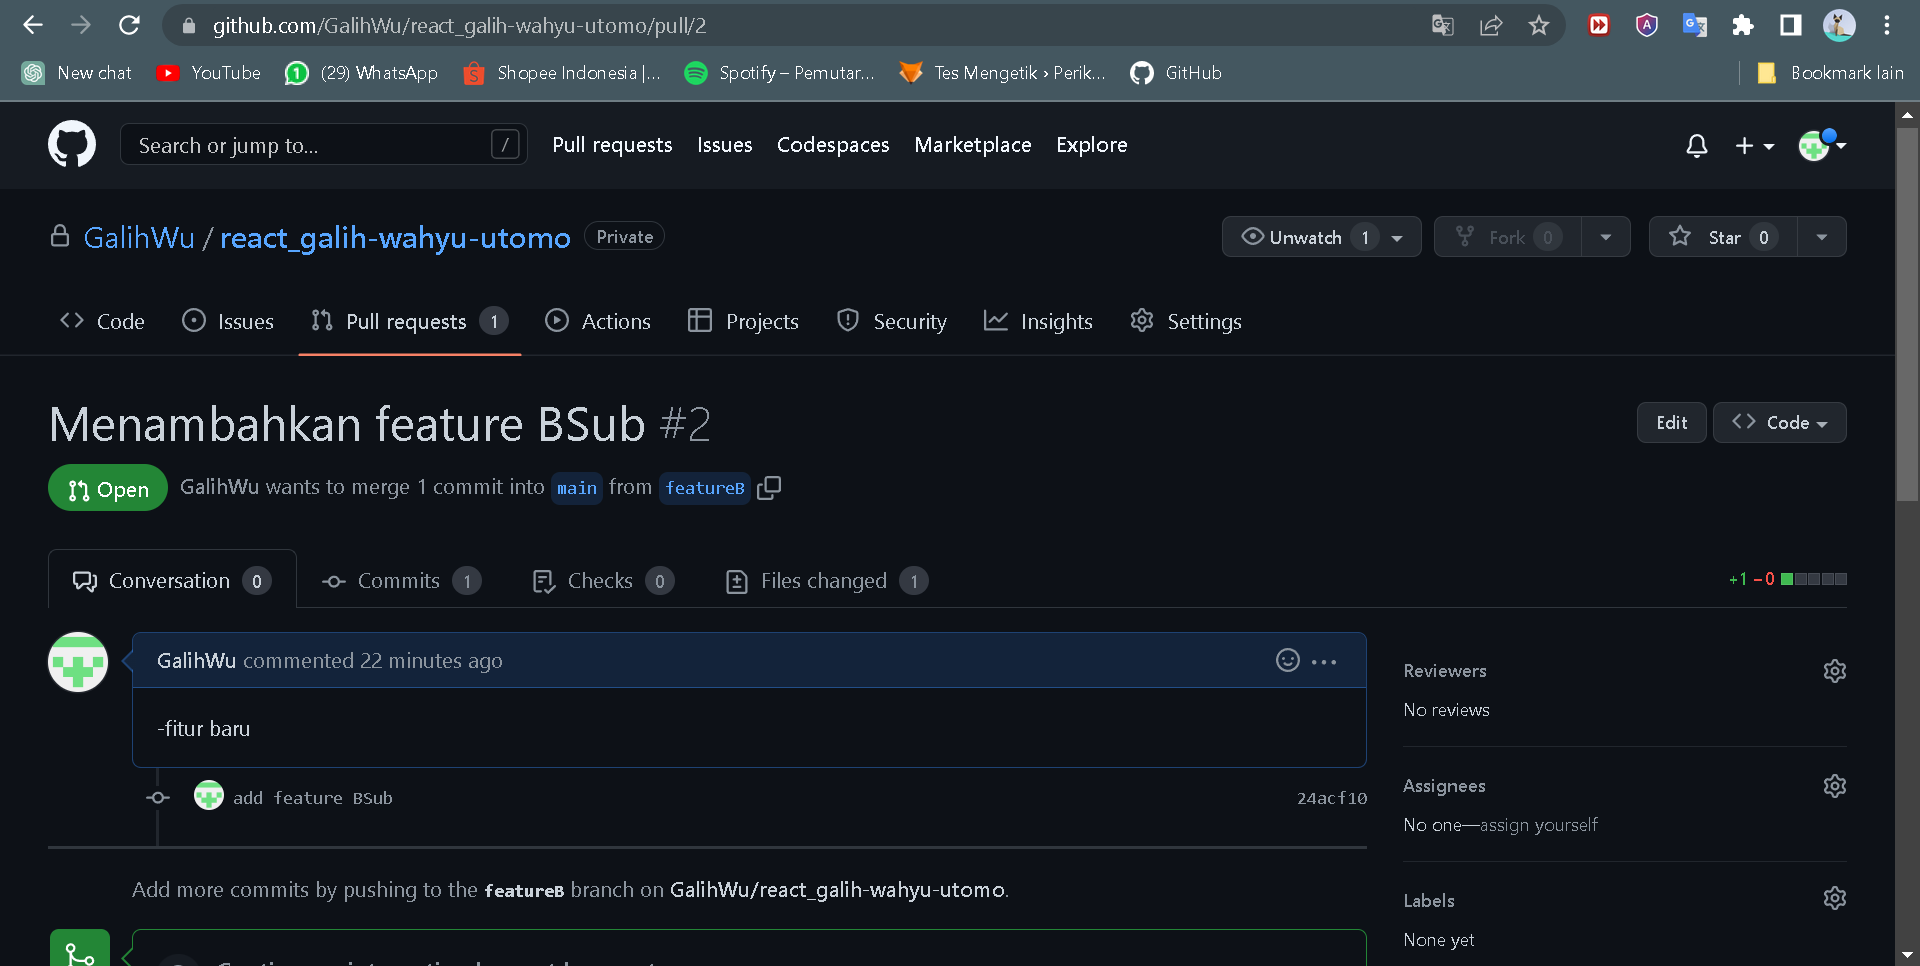 github.com/GalihWu/react_galih-wahyu-utomo/pull/2
New chat YouTube (29) WhatsApp Shopee Indonesia |... Spotify – Pemutar... Tes Mengetik › Perik... GitHub Bookmark lain
Search or jump to... / Pull requests Issues Codespaces Marketplace Explore
GalihWu / react_galih-wahyu-utomo Private Unwatch 1 Fork 0 Star 0
Code Issues Pull requests 1 Actions Projects Security Insights Settings
Menambahkan feature BSub #2 Edit Code
Open GalihWu wants to merge 1 commit into main from featureB
Conversation 0 Commits 1 Checks 0 Files changed 1 +1 −0
GalihWu commented 22 minutes ago
-fitur baru
add feature BSub 24acf10
Add more commits by pushing to the featureB branch on GalihWu/react_galih-wahyu-utomo.
Reviewers
No reviews
Assignees
No one—assign yourself
Labels
None yet